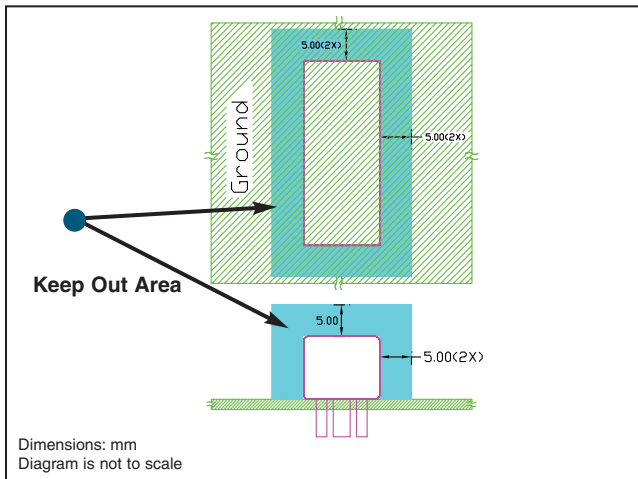 5.00(2X)
5.00(2X)
Ground
Keep Out Area
5.00
5.00(2X)
Dimensions: mm
Diagram is not to scale